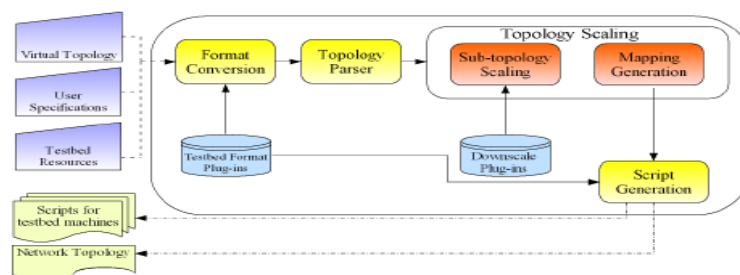 Virtual Topology
User
Specifications
Testbed
Resources
Scripts for
testbed machines
Network Topology
Format
Conversion
Topology
Parser
Topology Scaling
Sub-topology
Scaling
Mapping
Generation
Testbed Format
Plug-ins
Downscale
Plug-ins
Script
Generation